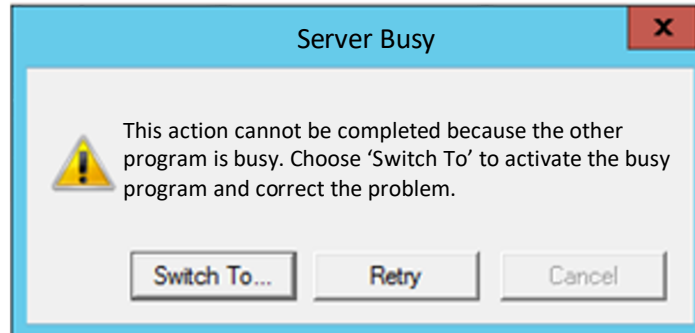 Server Busy
x
This action cannot be completed because the other
program is busy. Choose ‘Switch To’ to activate the busy
program and correct the problem.
Switch To... Retry Cancel